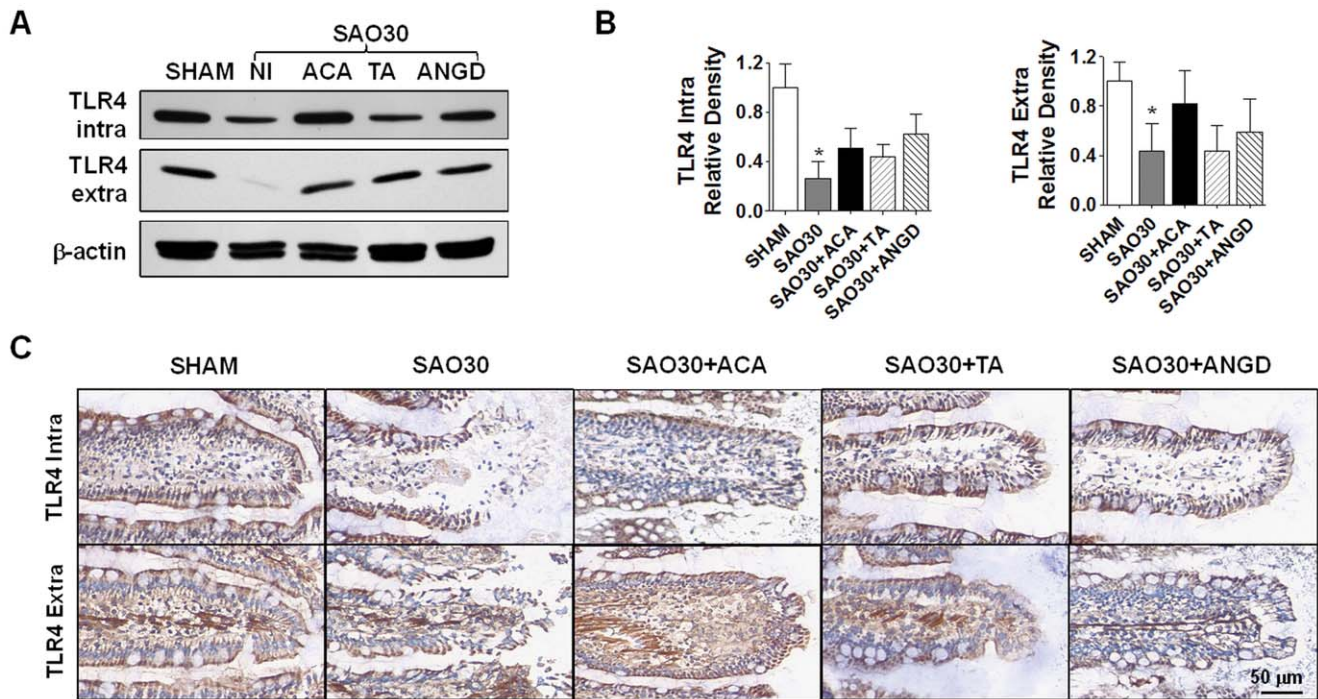 A
SAO30
SHAM NI ACA TA ANGD
TLR4
intra
TLR4
extra
β-actin
B
TLR4 Intra
Relative Density
1.2
0.8
0.4
0.0
*
SHAM
SAO30
SAO30+ACA
SAO30+TA
SAO30+ANGD
TLR4 Extra
Relative Density
1.2
0.8
0.4
0.0
*
SHAM
SAO30
SAO30+ACA
SAO30+TA
SAO30+ANGD
C
SHAM SAO30 SAO30+ACA SAO30+TA SAO30+ANGD
TLR4 Intra
TLR4 Extra
50 μm